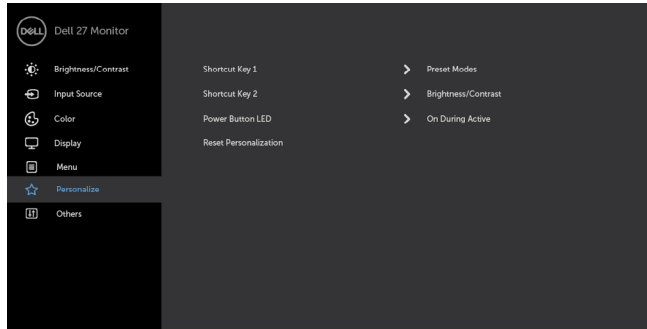 DELL Dell 27 Monitor
Brightness/Contrast Shortcut Key 1 Preset Modes
Input Source Shortcut Key 2 Brightness/Contrast
Color Power Button LED On During Active
Display Reset Personalization
Menu
Personalize
Others